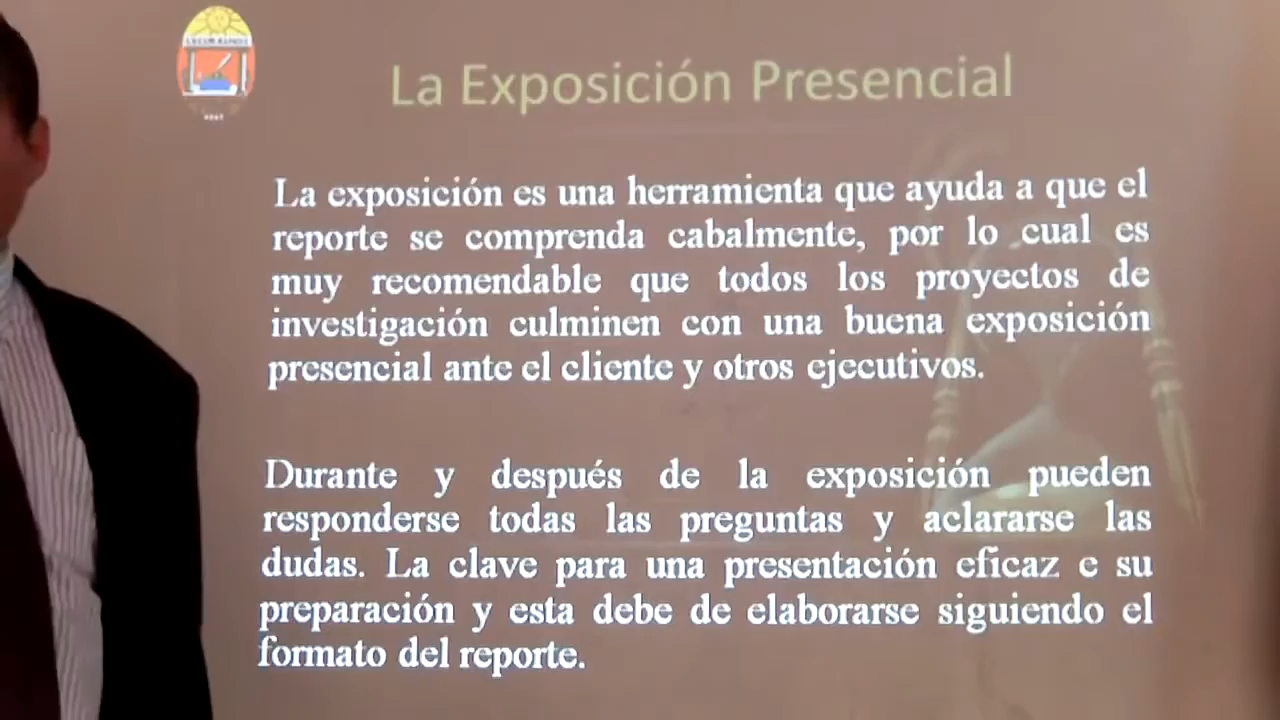 La Exposición Presencial
La exposición es una herramienta que ayuda a que el
reporte se comprenda cabalmente, por lo cual es
muy recomendable que todos los proyectos de
investigación culminen con una buena exposición
presencial ante el cliente y otros ejecutivos.
Durante y después de la exposición pueden
responderse todas las preguntas y aclararse las
dudas. La clave para una presentación eficaz e su
preparación y esta debe de elaborarse siguiendo el
formato del reporte.